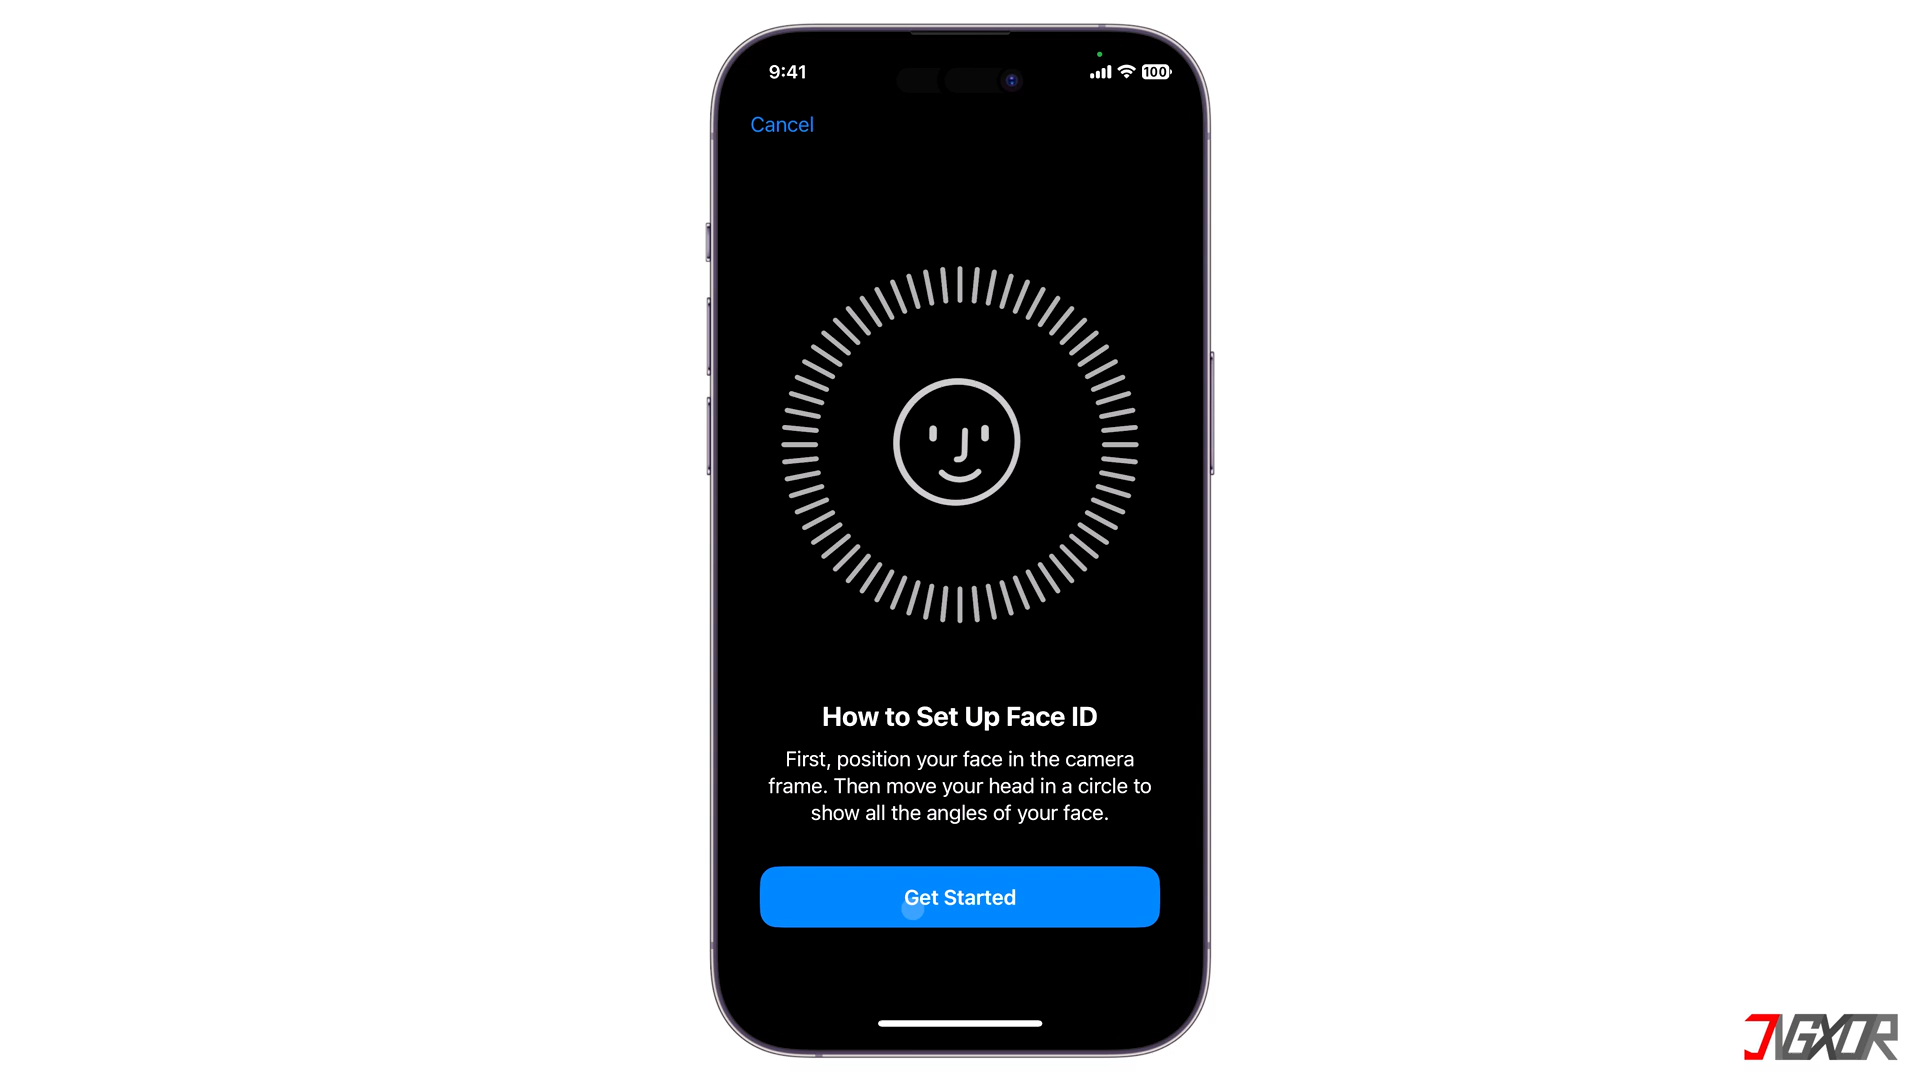 9:41
100
Cancel
How to Set Up Face ID
First, position your face in the camera
frame. Then move your head in a circle to
show all the angles of your face.
Get Started
JVGXOR